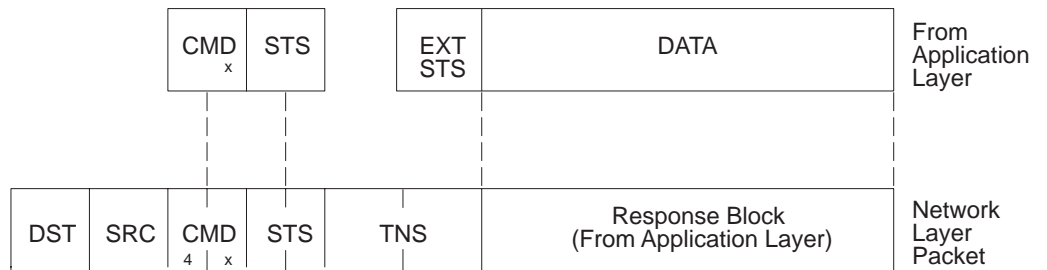 CMD STS EXT DATA From
x STS Application
Layer
DST SRC CMD STS TNS Response Block Network
4 x (From Application Layer) Layer
Packet